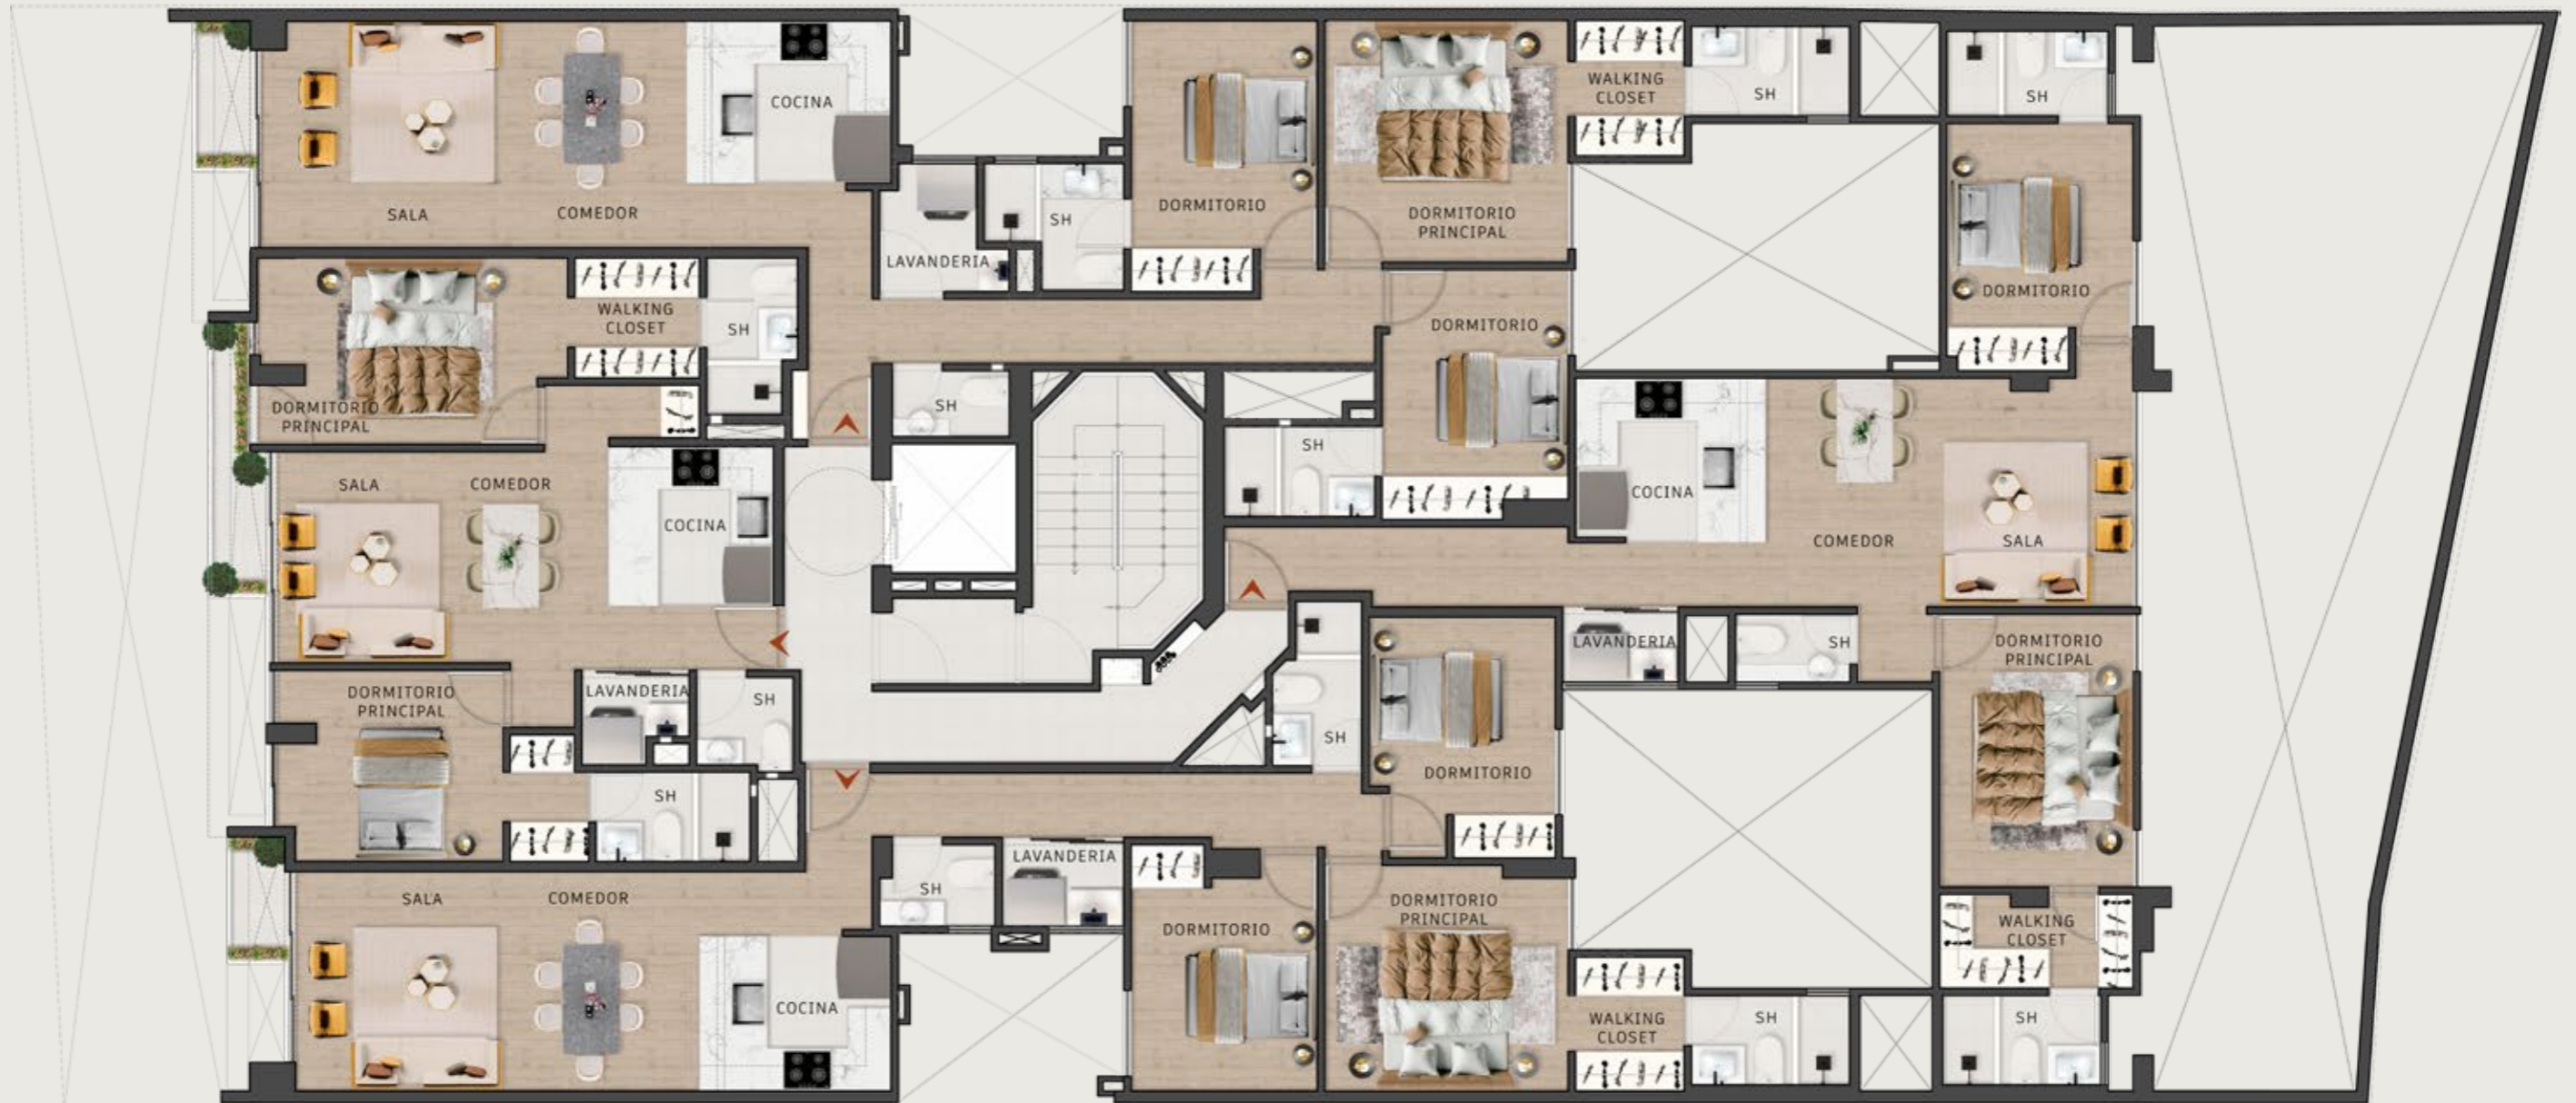 COCINA
SALA
COMEDOR
LAVANDERIA
SH
DORMITORIO
DORMITORIO
PRINCIPAL
WALKING
CLOSET
SH
SH
DORMITORIO
WALKING
CLOSET
SH
DORMITORIO
PRINCIPAL
DORMITORIO
SH
SH
SALA
COMEDOR
COCINA
COCINA
COMEDOR
SALA
DORMITORIO
PRINCIPAL
LAVANDERIA
SH
LAVANDERIA
SH
DORMITORIO
PRINCIPAL
SH
SH
DORMITORIO
SALA
COMEDOR
SH
LAVANDERIA
DORMITORIO
DORMITORIO
PRINCIPAL
WALKING
CLOSET
COCINA
WALKING
CLOSET
SH
SH